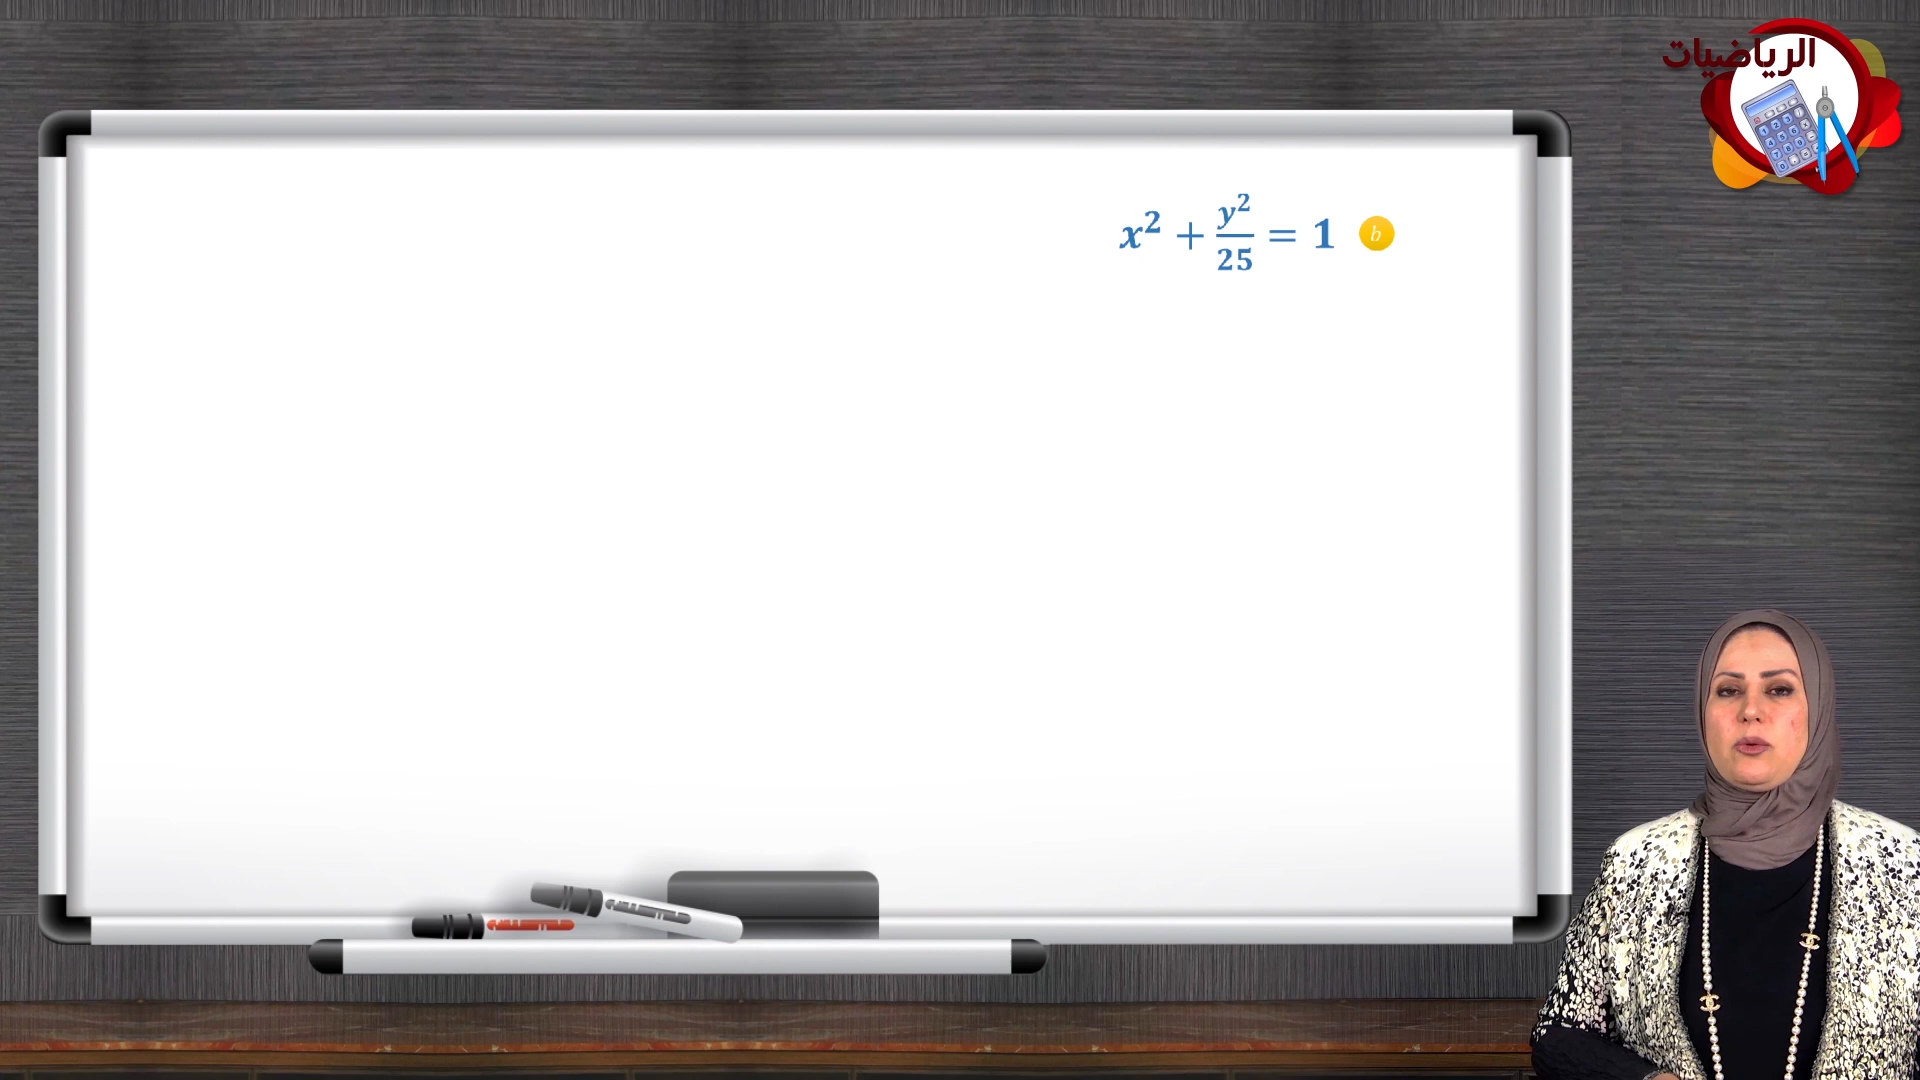 الرياضيات
x² + y²/25 = 1 b